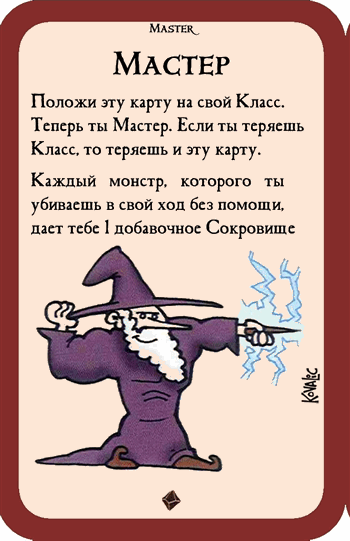 Master
Мастер
Положи эту карту на свой Класс.
Теперь ты Мастер. Если ты теряешь
Класс, то теряешь и эту карту.
Каждый монстр, которого ты
убиваешь в свой ход без помощи,
дает тебе 1 добавочное Сокровище
Kovalic